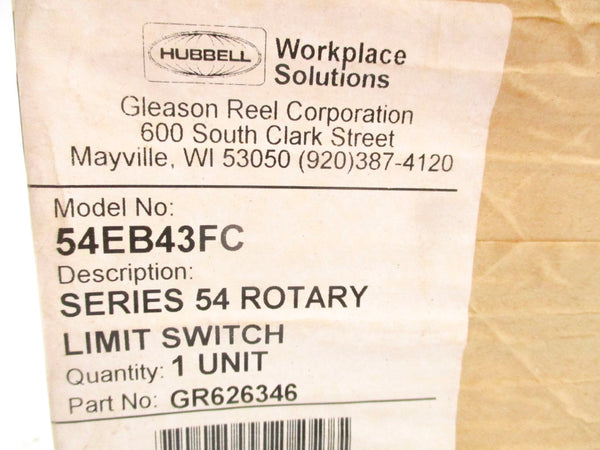 HUBBELL
Workplace
Solutions
Gleason Reel Corporation
600 South Clark Street
Mayville, WI 53050 (920)387-4120
Model No:
54EB43FC
Description:
SERIES 54 ROTARY
LIMIT SWITCH
Quantity: 1 UNIT
Part No: GR626346